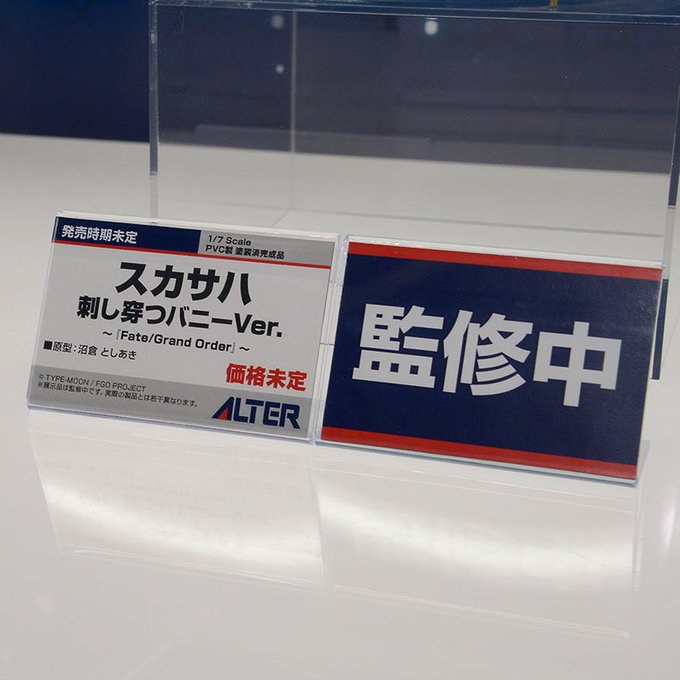 発売時期未定
1/7 Scale
PVC製 塗装済完成品
スカサハ
刺し穿つバニーVer.
～『Fate/Grand Order』～
■原型：沼倉 としあき
価格未定
© TYPE-MOON / FGO PROJECT
※展示品は監修中です。実際の製品とは若干異なります。
ALTER
監修中